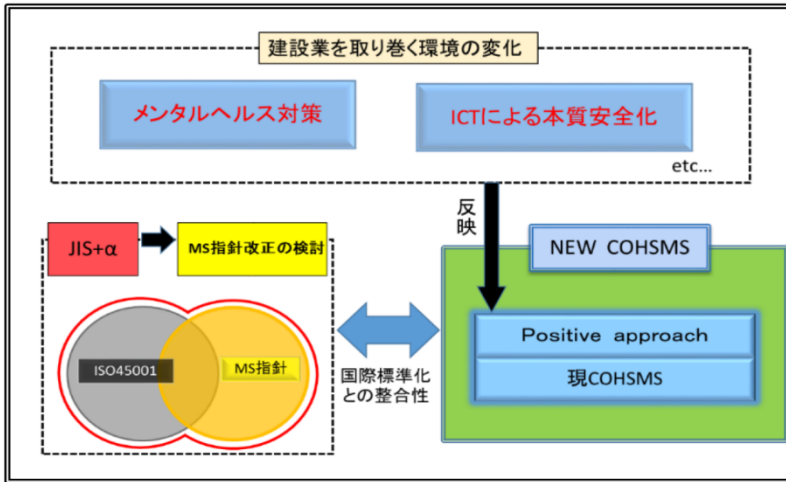 建設業を取り巻く環境の変化
メンタルヘルス対策
ICTによる本質安全化
etc...
反映
JIS+α
MS指針改正の検討
NEW COHSMS
ISO45001
MS指針
国際標準化
との整合性
Positive approach
現COHSMS